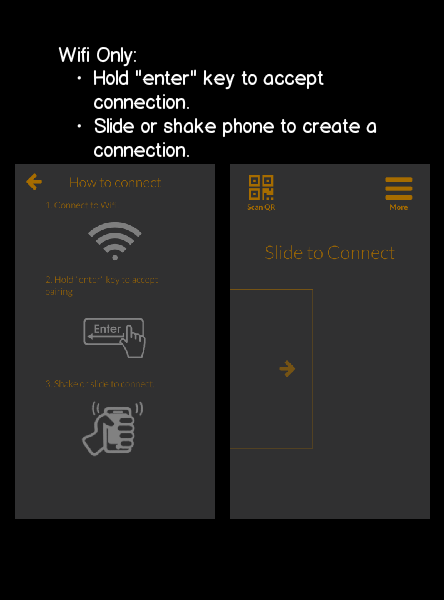 Wifi Only:
• Hold "enter" key to accept
connection.
• Slide or shake phone to create a
connection.
How to connect
1. Connect to Wifi
2. Hold "enter" key to accept
pairing
Enter
3. Shake or slide to connect
Scan QR
More
Slide to Connect